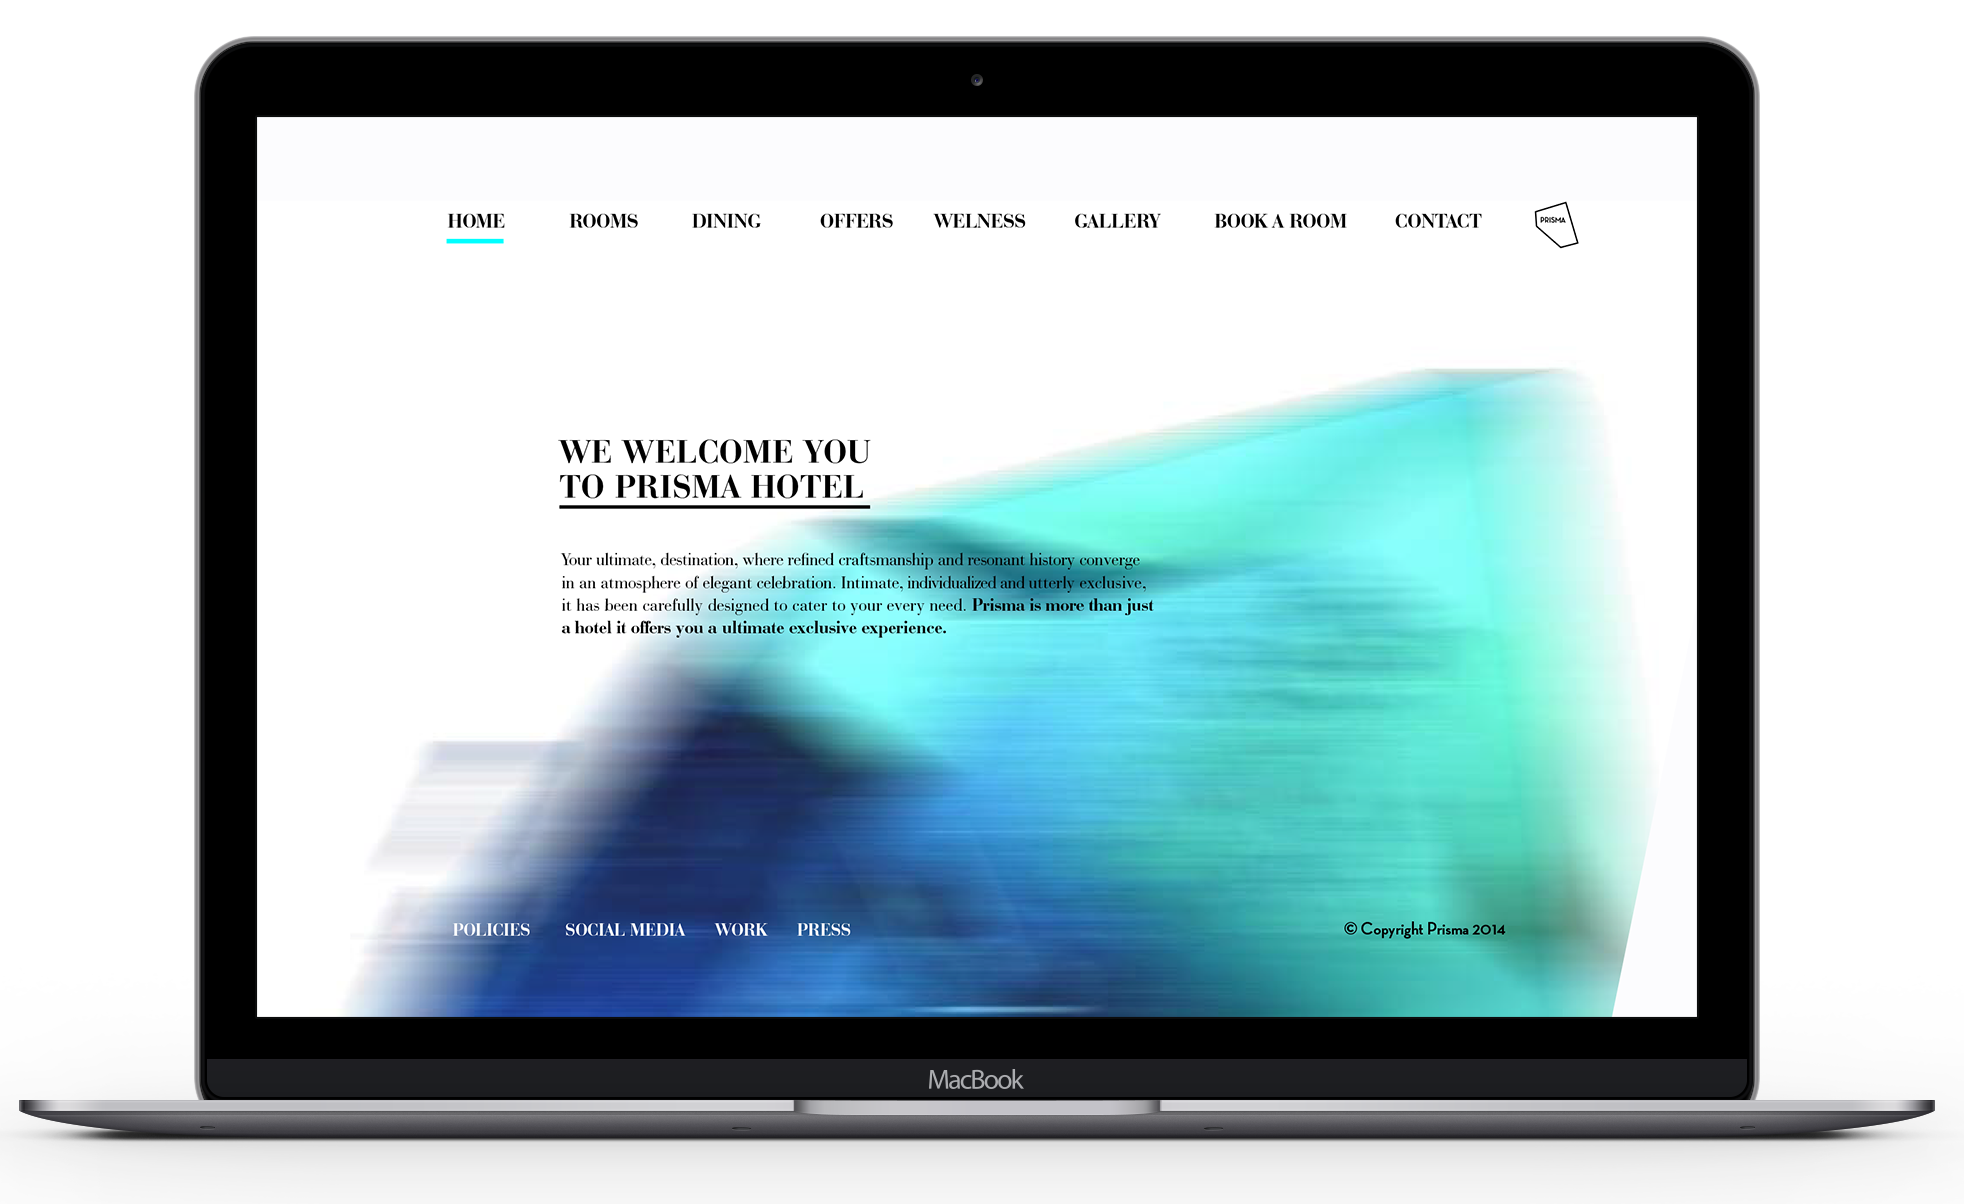 HOME ROOMS DINING OFFERS WELNESS GALLERY BOOK A ROOM CONTACT PRISMA
WE WELCOME YOU
TO PRISMA HOTEL
Your ultimate, destination, where refined craftsmanship and resonant history converge
in an atmosphere of elegant celebration. Intimate, individualized and utterly exclusive,
it has been carefully designed to cater to your every need. Prisma is more than just
a hotel it offers you a ultimate exclusive experience.
POLICIES SOCIAL MEDIA WORK PRESS © Copyright Prisma 2014
MacBook